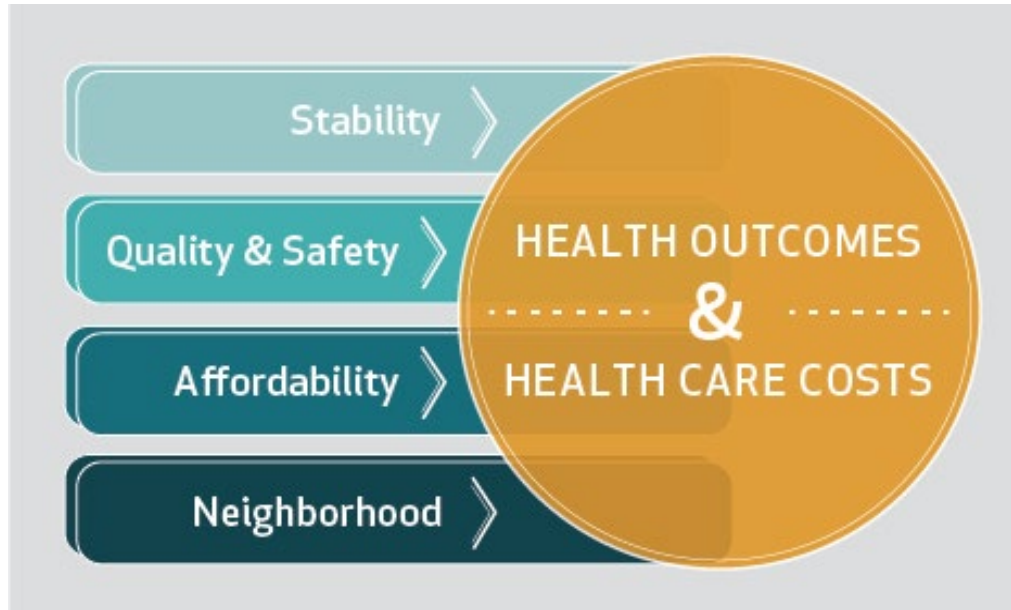 Stability
Quality & Safety
Affordability
Neighborhood
HEALTH OUTCOMES
&
HEALTH CARE COSTS